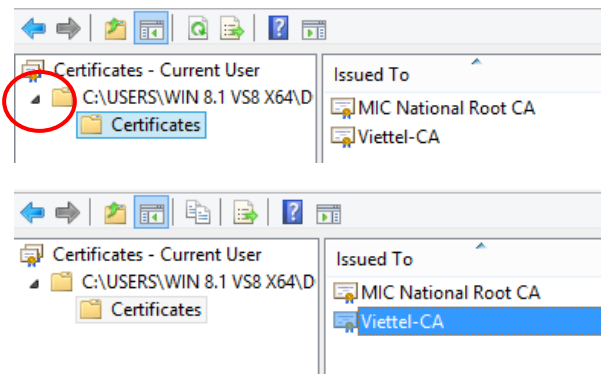 Certificates - Current User
C:\USERS\WIN 8.1 VS8 X64\D
Certificates
Issued To
MIC National Root CA
Viettel-CA
Certificates - Current User
C:\USERS\WIN 8.1 VS8 X64\D
Certificates
Issued To
MIC National Root CA
Viettel-CA